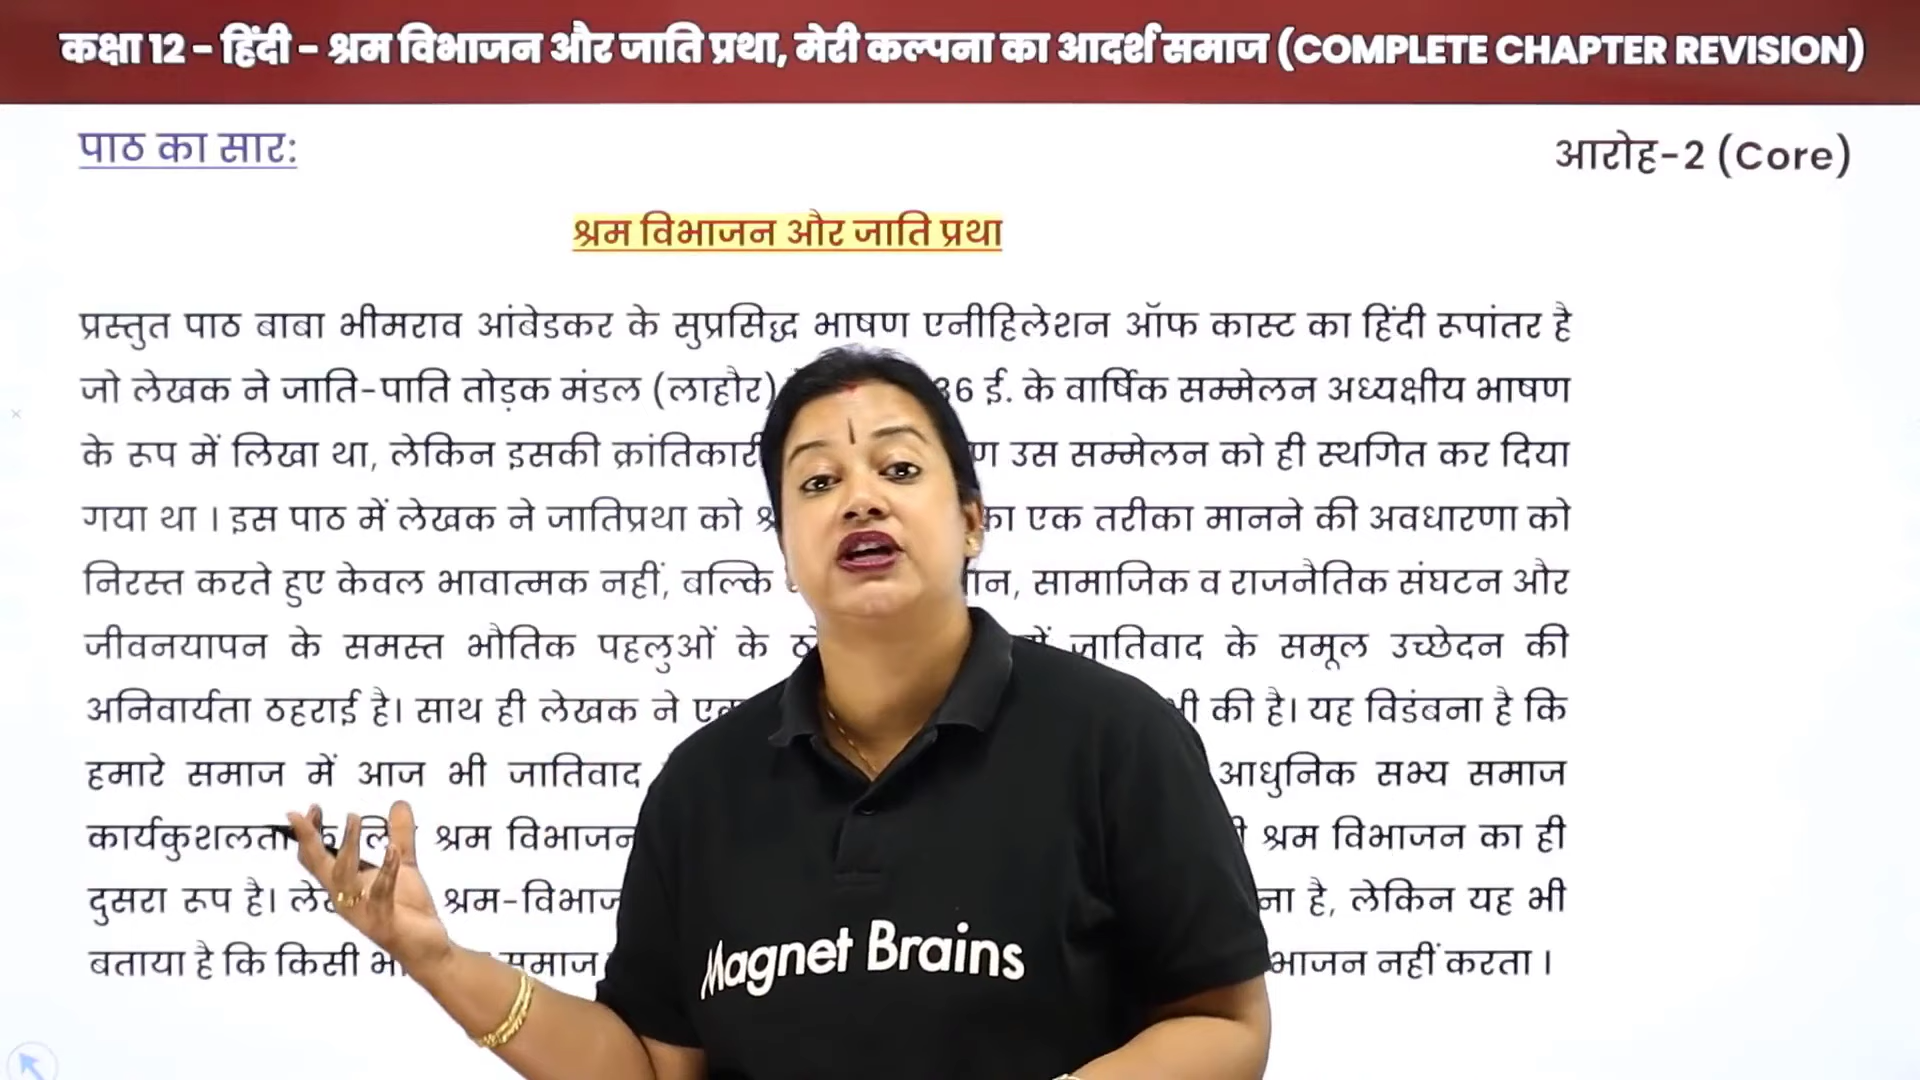 कक्षा 12 - हिंदी - श्रम विभाजन और जाति प्रथा, मेरी कल्पना का आदर्श समाज (COMPLETE CHAPTER REVISION)
पाठ का सार:
आरोह-2 (Core)
श्रम विभाजन और जाति प्रथा
प्रस्तुत पाठ बाबा भीमराव आंबेडकर के सुप्रसिद्ध भाषण एनीहिलेशन ऑफ कास्ट का हिंदी रूपांतर है
जो लेखक ने जाति-पाति तोड़क मंडल (लाहौर) ई. के वार्षिक सम्मेलन अध्यक्षीय भाषण
के रूप में लिखा था, लेकिन इसकी उस सम्मेलन को ही स्थगित कर दिया
गया था । इस पाठ में लेखक ने जातिप्रथा को का एक तरीका मानने की अवधारणा को
निरस्त करते हुए केवल भावात्मक नहीं, बल्कि सामाजिक व राजनैतिक संघटन और
जीवनयापन के समस्त भौतिक पहलुओं के जातिवाद के समूल उच्छेदन की
अनिवार्यता ठहराई है। साथ ही लेखक ने की है। यह विडंबना है कि
हमारे समाज में आज भी जातिवाद आधुनिक सभ्य समाज
कार्यकुशलता श्रम विभाजन श्रम विभाजन का ही
दुसरा रूप है। है, लेकिन यह भी
बताया है कि किसी समाज नहीं करता ।
Magnet Brains